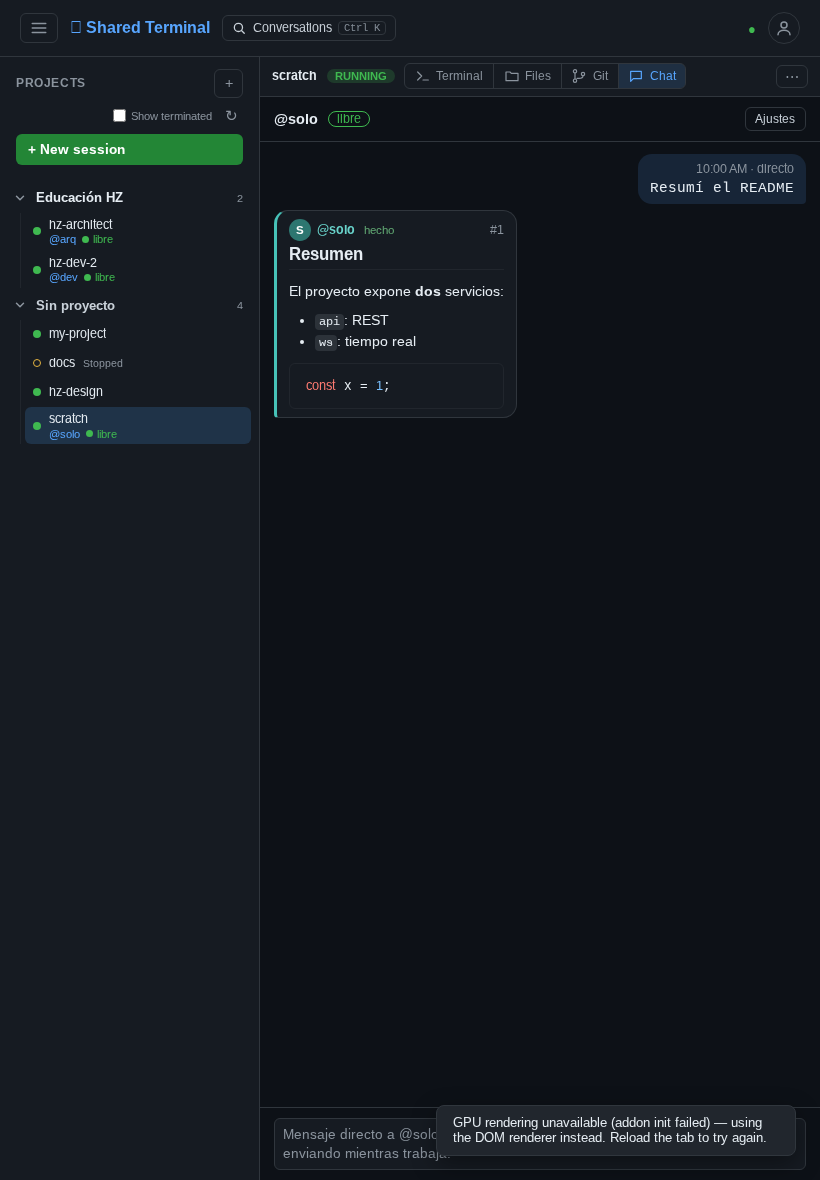 Shared Terminal
Conversations Ctrl K
PROJECTS
+
Show terminated ↻
+ New session
Educación HZ 2
hz-architect
@arq libre
hz-dev-2
@dev libre
Sin proyecto 4
my-project
docs Stopped
hz-design
scratch
@solo libre
scratch RUNNING Terminal Files Git Chat ···
@solo libre Ajustes
10:00 AM · directo
Resumí el README
S @solo hecho #1
Resumen
El proyecto expone dos servicios:
• api: REST
• ws: tiempo real
const x = 1;
Mensaje directo a @solo
enviando mientras trabaja.
GPU rendering unavailable (addon init failed) — using
the DOM renderer instead. Reload the tab to try again.